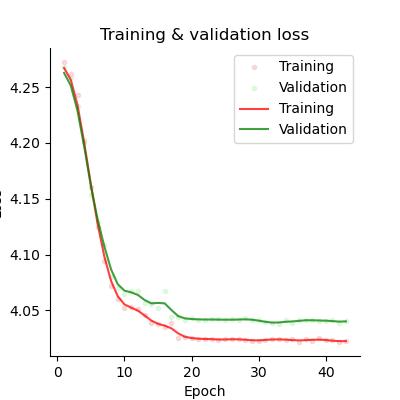 Training & validation loss
Training
Validation
Training
Validation
4.25
4.20
4.15
4.10
4.05
0
10
20
30
40
Epoch